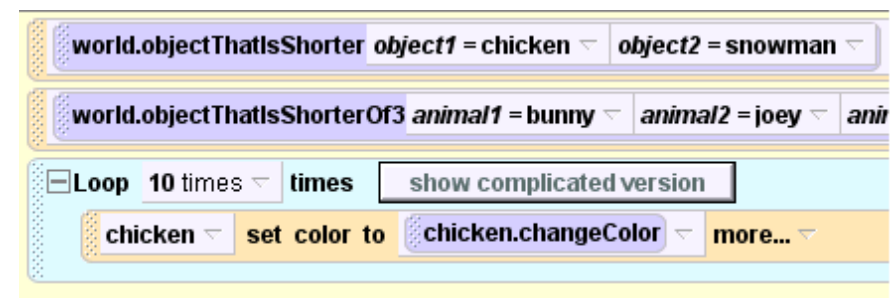 world.objectThatIsShorter object1 = chicken object2 = snowman
world.objectThatIsShorterOf3 animal1 = bunny animal2 = joey
Loop 10 times times show complicated version
chicken set color to chicken.changeColor more...